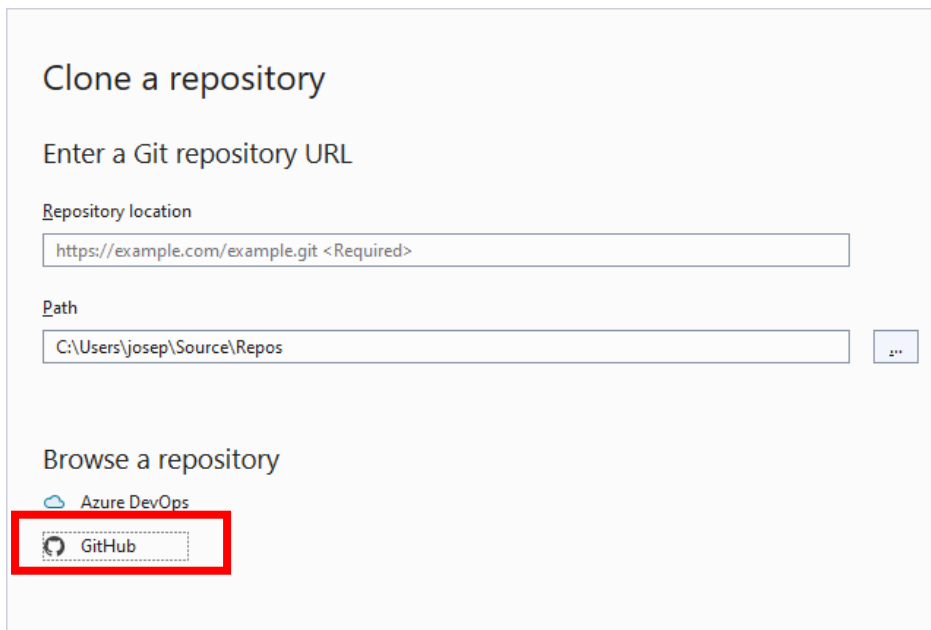 Clone a repository
Enter a Git repository URL
Repository location
https://example.com/example.git <Required>
Path
C:\Users\josep\Source\Repos
...
Browse a repository
Azure DevOps
GitHub